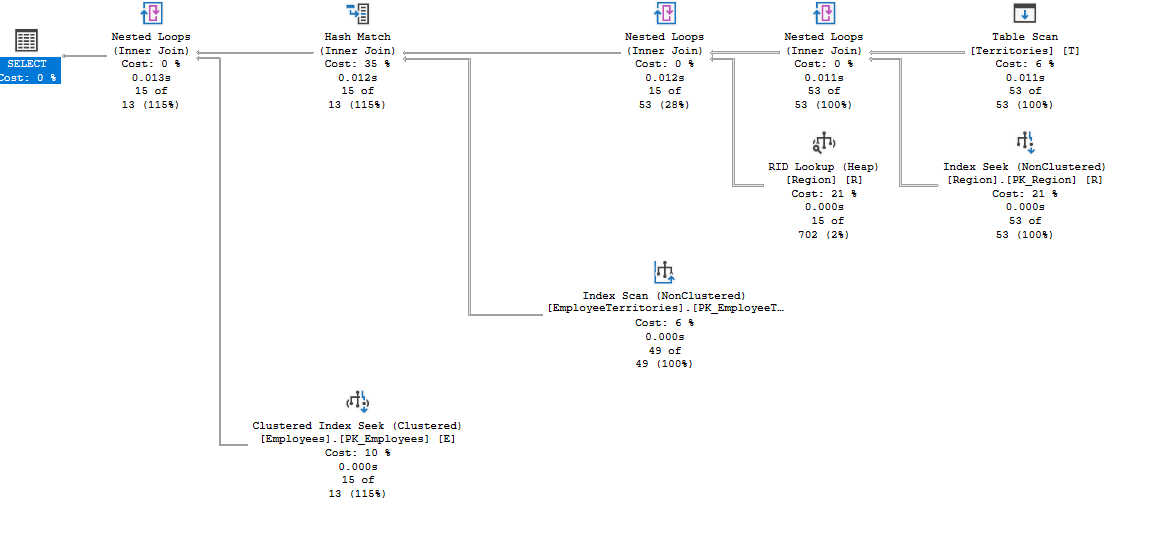 SELECT
Cost: 0 %
Nested Loops
(Inner Join)
Cost: 0 %
0.013s
15 of
13 (115%)
Hash Match
(Inner Join)
Cost: 35 %
0.012s
15 of
13 (115%)
Nested Loops
(Inner Join)
Cost: 0 %
0.012s
15 of
53 (28%)
Nested Loops
(Inner Join)
Cost: 0 %
0.011s
53 of
53 (100%)
Table Scan
[Territories] [T]
Cost: 6 %
0.011s
53 of
53 (100%)
RID Lookup (Heap)
[Region] [R]
Cost: 21 %
0.000s
15 of
702 (2%)
Index Seek (NonClustered)
[Region].[PK_Region] [R]
Cost: 21 %
0.000s
53 of
53 (100%)
Index Scan (NonClustered)
[EmployeeTerritories].[PK_EmployeeT…
Cost: 6 %
0.000s
49 of
49 (100%)
Clustered Index Seek (Clustered)
[Employees].[PK_Employees] [E]
Cost: 10 %
0.000s
15 of
13 (115%)